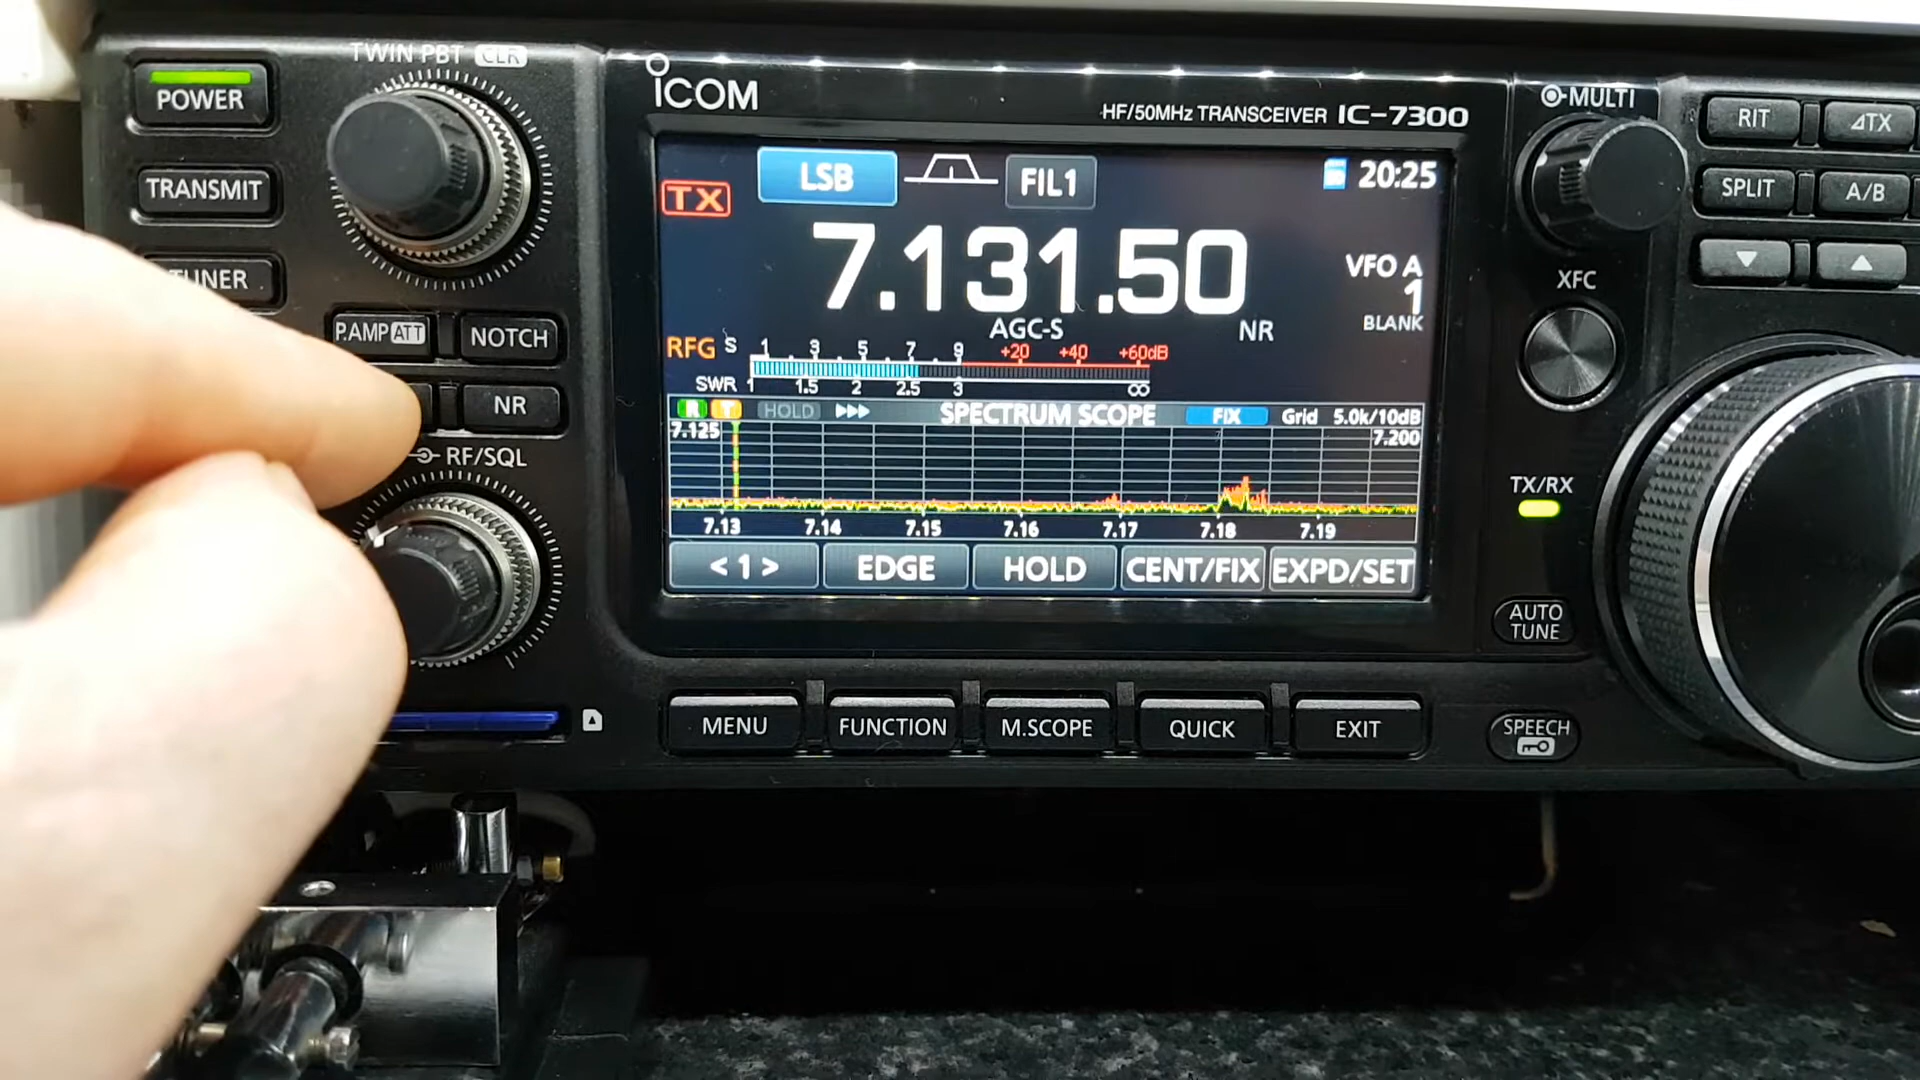 TWIN PBT CLR
POWER
TRANSMIT
TUNER
P.AMP ATT
NOTCH
NR
RF/SQL
ICOM
HF/50MHz TRANSCEIVER IC-7300
LSB
FIL1
20:25
TX
7.131.50
VFO A
1
BLANK
AGC-S
NR
RFG
S 1 3 5 7 9 +20 +40 +60dB
SWR 1 1.5 2 2.5 3 ∞
R T HOLD SPECTRUM SCOPE FIX Grid 5.0k/10dB
7.125
7.200
7.13 7.14 7.15 7.16 7.17 7.18 7.19
< 1 > EDGE HOLD CENT/FIX EXPD/SET
MENU FUNCTION M.SCOPE QUICK EXIT
MULTI
RIT
⊿TX
SPLIT
A/B
XFC
TX/RX
AUTO
TUNE
SPEECH